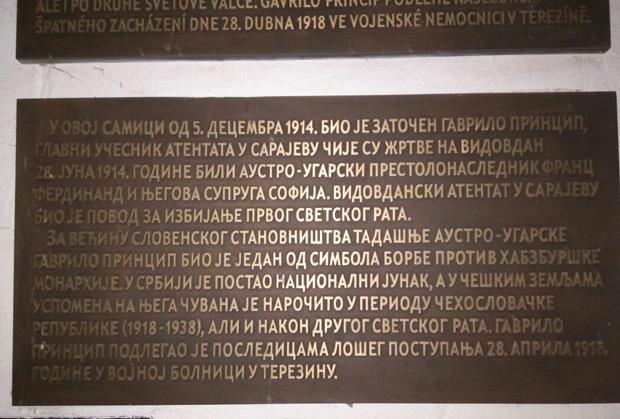 ALE I PO DRUHÉ SVĚTOVÉ VÁLCE. GAVRILO PRINCIP PODLEHL
ŠPATNÉHO ZACHÁZENÍ DNE 28. DUBNA 1918 VE VOJENSKÉ NEMOCNICI V TEREZÍNĚ.
У ОВОЈ САМИЦИ ОД 5. ДЕЦЕМБРА 1914. БИО ЈЕ ЗАТОЧЕН ГАВРИЛО ПРИНЦИП,
ГЛАВНИ УЧЕСНИК АТЕНТАТА У САРАЈЕВУ ЧИЈЕ СУ ЖРТВЕ НА ВИДОВДАН
28. ЈУНА 1914. ГОДИНЕ БИЛИ АУСТРО-УГАРСКИ ПРЕСТОЛОНАСЛЕДНИК ФРАНЦ
ФЕРДИНАНД И ЊЕГОВА СУПРУГА СОФИЈА. ВИДОВДАНСКИ АТЕНТАТ У САРАЈЕВУ
БИО ЈЕ ПОВОД ЗА ИЗБИЈАЊЕ ПРВОГ СВЕТСКОГ РАТА.
ЗА ВЕЋИНУ СЛОВЕНСКОГ СТАНОВНИШТВА ТАДАШЊЕ АУСТРО-УГАРСКЕ
ГАВРИЛО ПРИНЦИП БИО ЈЕ ЈЕДАН ОД СИМБОЛА БОРБЕ ПРОТИВ ХАБЗБУРШКЕ
МОНАРХИЈЕ. У СРБИЈИ ЈЕ ПОСТАО НАЦИОНАЛНИ ЈУНАК, А У ЧЕШКИМ ЗЕМЉАМА
УСПОМЕНА НА ЊЕГА ЧУВАНА ЈЕ НАРОЧИТО У ПЕРИОДУ ЧЕХОСЛОВАЧКЕ
РЕПУБЛИКЕ (1918-1938), АЛИ И НАКОН ДРУГОГ СВЕТСКОГ РАТА. ГАВРИЛО
ПРИНЦИП ПОДЛЕГАО ЈЕ ПОСЛЕДИЦАМА ЛОШЕГ ПОСТУПАЊА 28. АПРИЛА 1918.
ГОДИНЕ У ВОЈНОЈ БОЛНИЦИ У ТЕРЕЗИНУ.